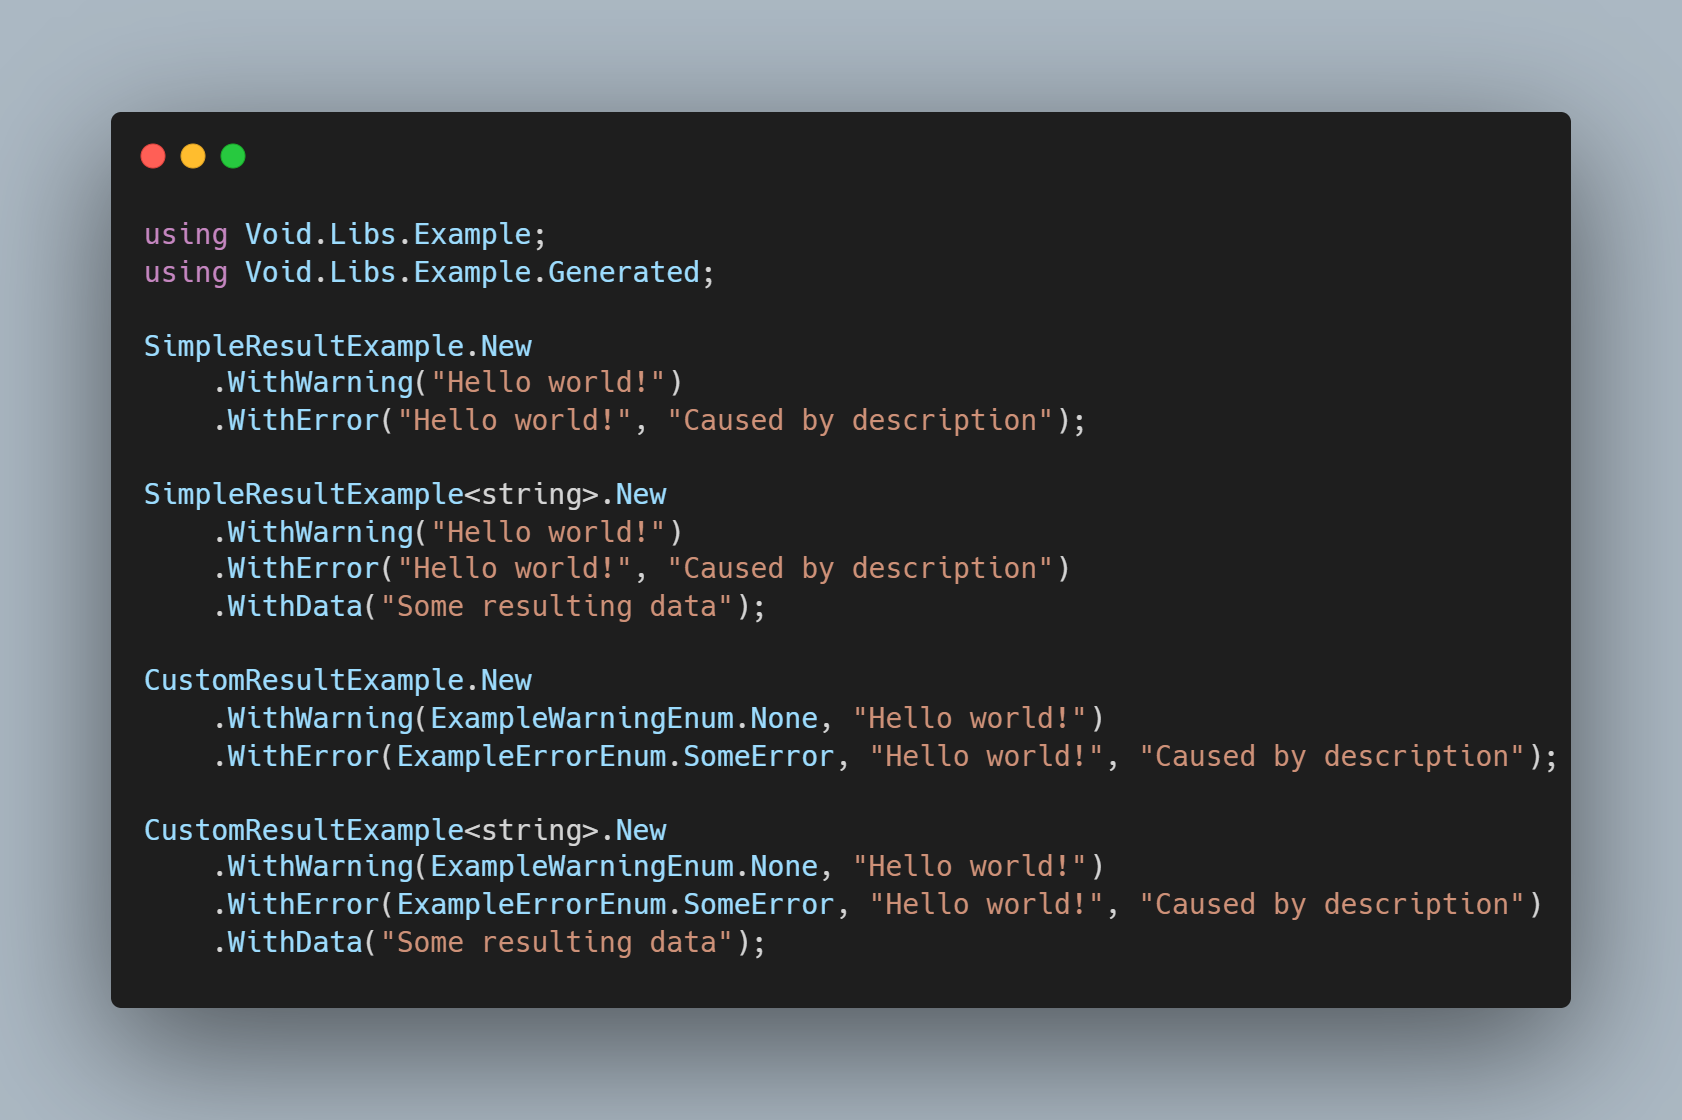 using Void.Libs.Example;
using Void.Libs.Example.Generated;

SimpleResultExample.New
    .WithWarning("Hello world!")
    .WithError("Hello world!", "Caused by description");

SimpleResultExample<string>.New
    .WithWarning("Hello world!")
    .WithError("Hello world!", "Caused by description")
    .WithData("Some resulting data");

CustomResultExample.New
    .WithWarning(ExampleWarningEnum.None, "Hello world!")
    .WithError(ExampleErrorEnum.SomeError, "Hello world!", "Caused by description");

CustomResultExample<string>.New
    .WithWarning(ExampleWarningEnum.None, "Hello world!")
    .WithError(ExampleErrorEnum.SomeError, "Hello world!", "Caused by description")
    .WithData("Some resulting data");